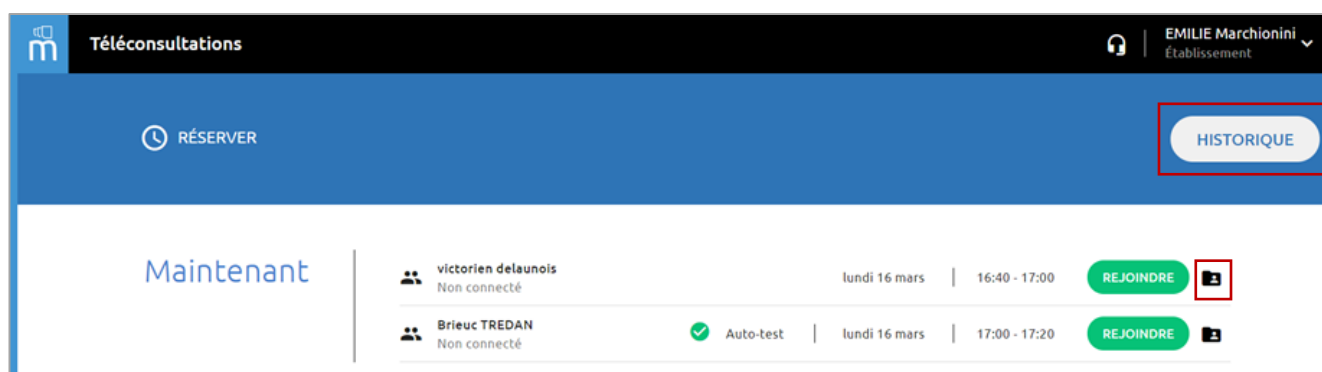 m Téléconsultations
EMILIE Marchionini
Établissement
RÉSERVER
HISTORIQUE
Maintenant
victorien delaunois
Non connecté
lundi 16 mars | 16:40 - 17:00
REJOINDRE
Brieuc TREDAN
Non connecté
Auto-test | lundi 16 mars | 17:00 - 17:20
REJOINDRE